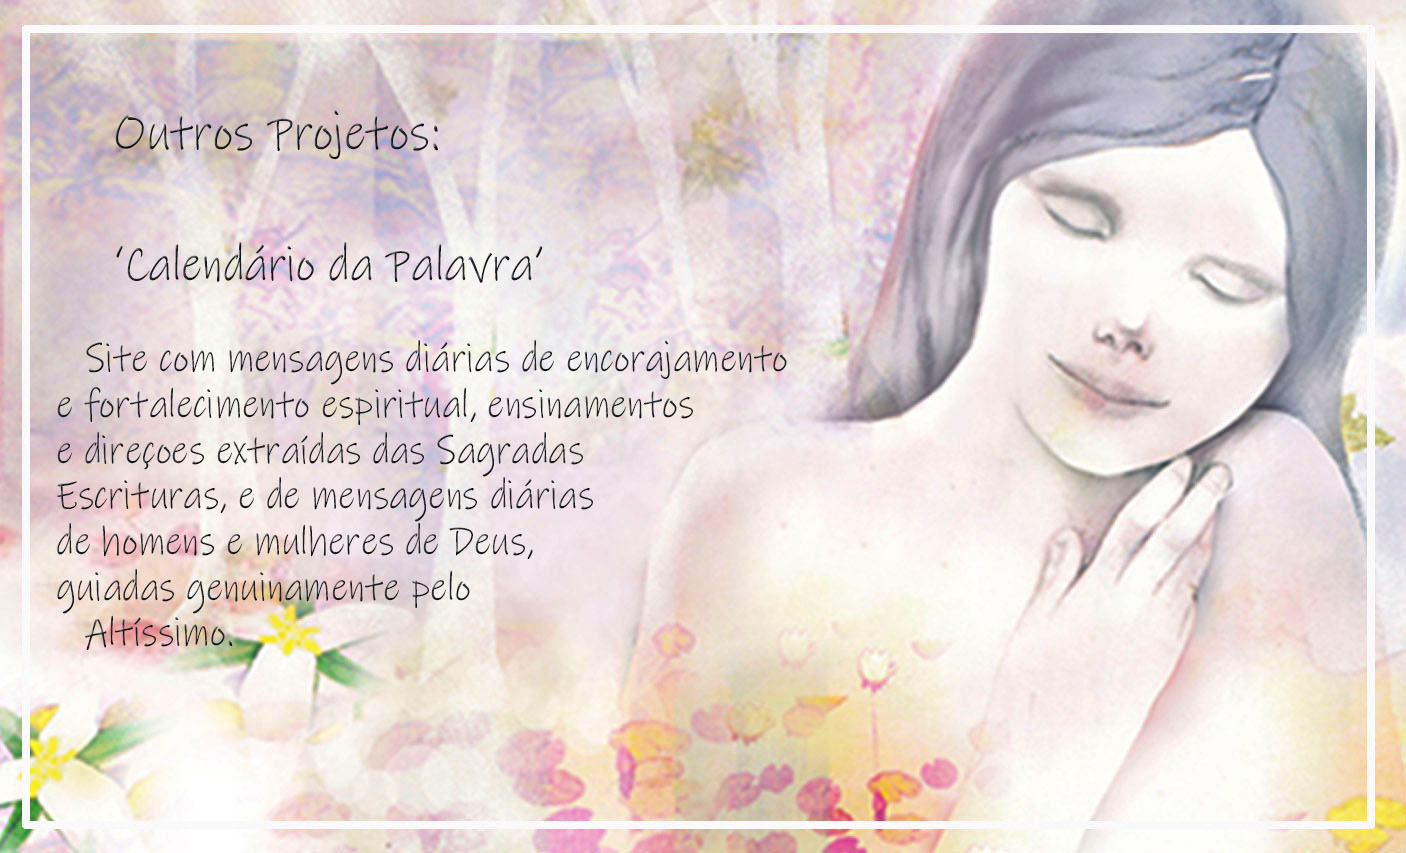 Outros Projetos:
‘Calendário da Palavra’
Site com mensagens diárias de encorajamento
e fortalecimento espiritual, ensinamentos
e direçoes extraídas das Sagradas
Escrituras, e de mensagens diárias
de homens e mulheres de Deus,
guiadas genuinamente pelo
Altíssimo.